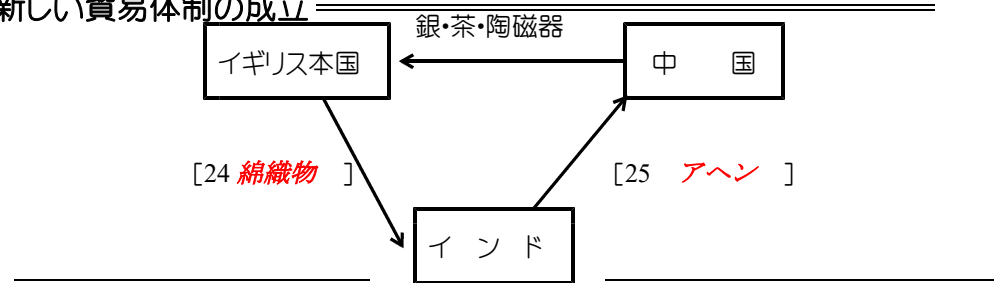 新しい貿易体制の成立
銀・茶・陶磁器
イギリス本国 中 国
[24 綿織物 ] [25 アヘン ]
イ ン ド